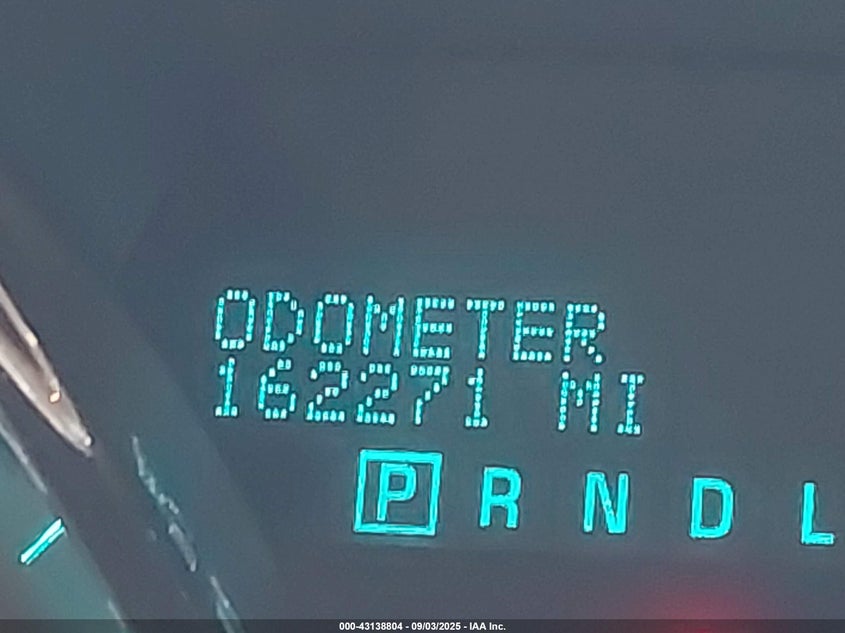 ODOMETER
162271 MI
P R N D L
000-43138804 - 09/03/2025 - IAA Inc.